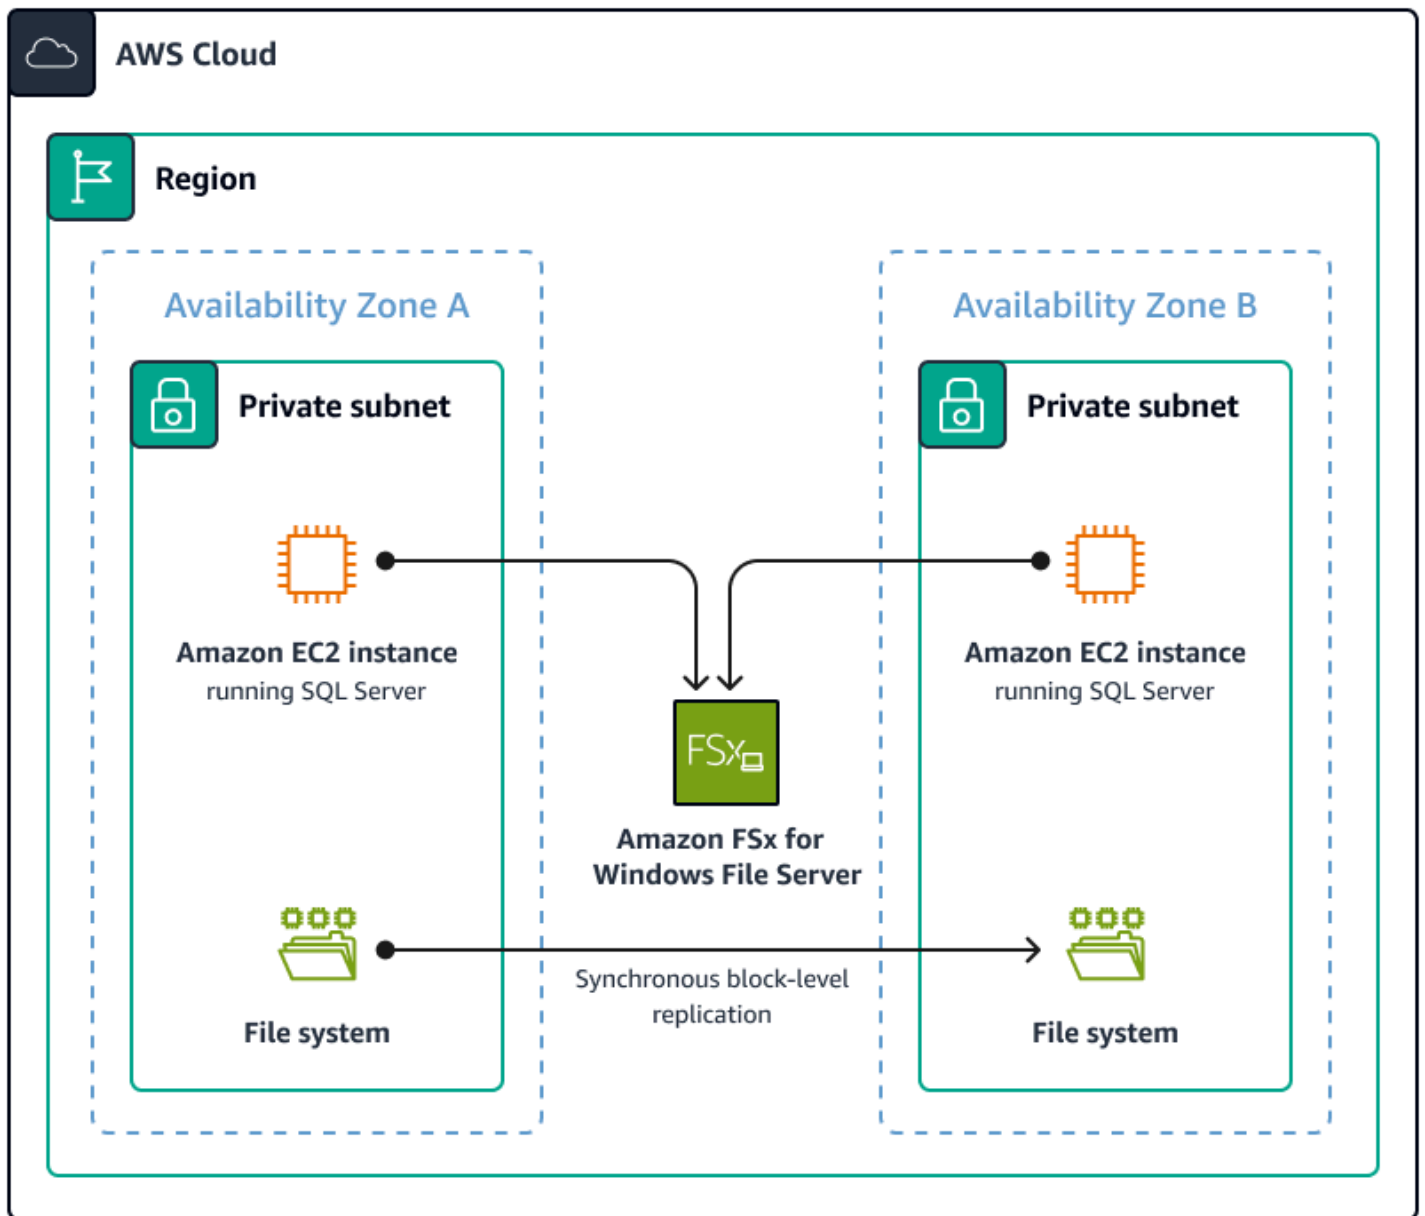 AWS Cloud
Region
Availability Zone A
Availability Zone B
Private subnet
Private subnet
Amazon EC2 instance
running SQL Server
Amazon EC2 instance
running SQL Server
FSx
Amazon FSx for
Windows File Server
Synchronous block-level
replication
File system
File system